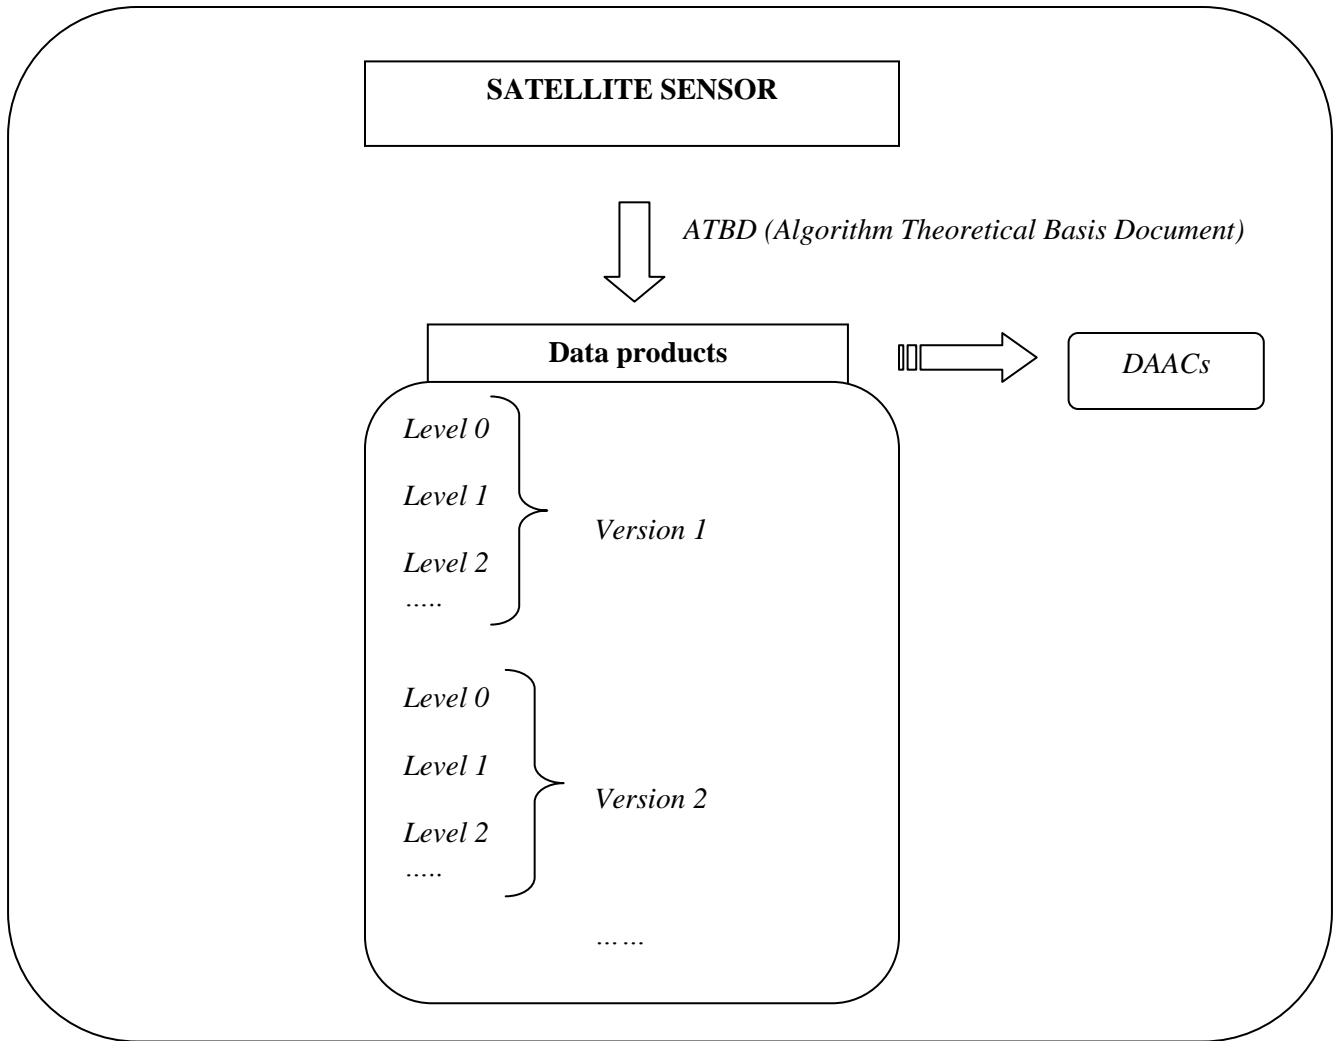 SATELLITE SENSOR
ATBD (Algorithm Theoretical Basis Document)
Data products
DAACs
Level 0
Level 1
Version 1
Level 2
.....
Level 0
Level 1
Version 2
Level 2
.....
……